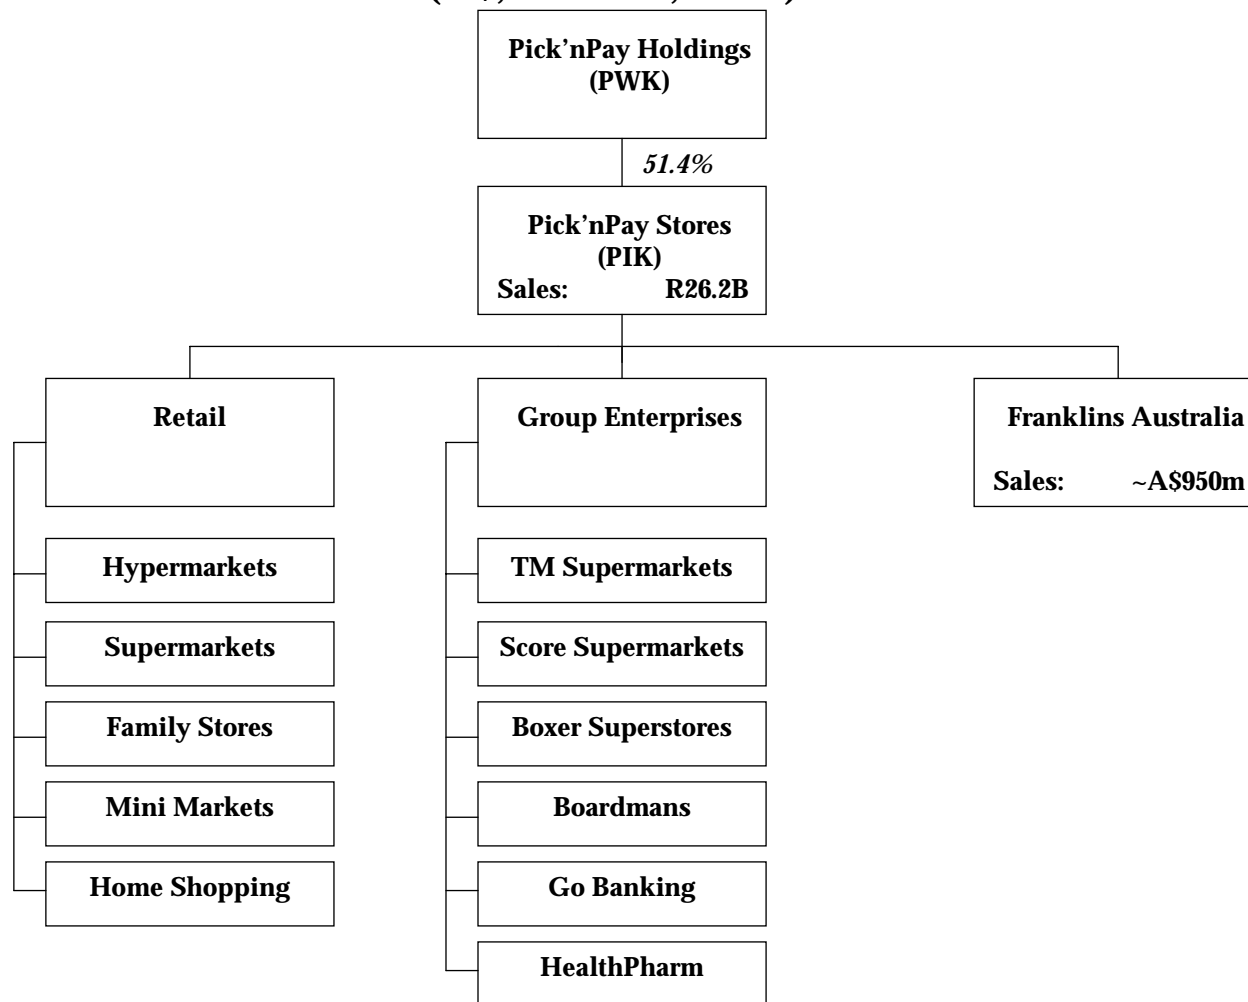 Pick’nPay Holdings
(PWK)
51.4%
Pick’nPay Stores
(PIK)
Sales: R26.2B
Retail
Group Enterprises
Franklins Australia
Sales: ~A$950m
Hypermarkets
TM Supermarkets
Supermarkets
Score Supermarkets
Family Stores
Boxer Superstores
Mini Markets
Boardmans
Home Shopping
Go Banking
HealthPharm